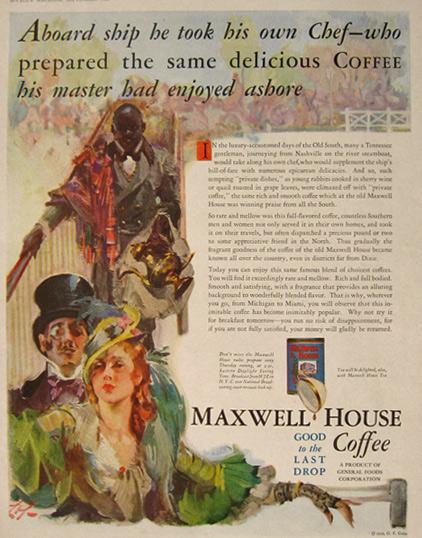 Aboard ship he took his own Chef—who
prepared the same delicious COFFEE
his master had enjoyed ashore
IN the luxury-accustomed days of the Old South, many a Tennessee
gentleman, journeying from Nashville on the river steamboat,
would take along his own chef, who would supplement the ship's
bill-of-fare with numerous epicurean delicacies. And so, such
tempting "private dishes," as young rabbits cooked in sherry wine
or quail roasted in grape leaves, were climaxed off with "private
coffee," the same rich and smooth coffee which at the old Maxwell
House was winning praise from all the South.
So rare and mellow was this full-flavored coffee, countless Southern
men and women not only served it in their own homes, and took
it on their travels, but often dispatched a precious pound or two
to some appreciative friend in the North. Thus gradually the
fragrant goodness of the coffee of the old Maxwell House became
known all over the country, even in districts far from Dixie.
Today you can enjoy this same famous blend of choicest coffees.
You will find it exceedingly rare and mellow. Rich and full bodied.
Smooth and satisfying, with a fragrance that provides an alluring
background to wonderfully blended flavor. That is why, wherever
you go, from Michigan to Miami, you will observe that this in-
imitable coffee has become inimitably popular. Why not try it
for breakfast tomorrow—you run no risk of disappointment, for
if you are not fully satisfied, your money will gladly be returned.
Don't miss the Maxwell
House radio program every
Thursday evening, at 9:30,
Eastern Daylight Saving
Time. Broadcast from WJZ in
N.Y.C. over National Broad-
casting coast-to-coast hook-up.
You will be delighted, also,
with Maxwell House Tea
MAXWELL HOUSE
Coffee
GOOD
to the
LAST
DROP
A PRODUCT OF
GENERAL FOODS
CORPORATION
G. F. Corp.